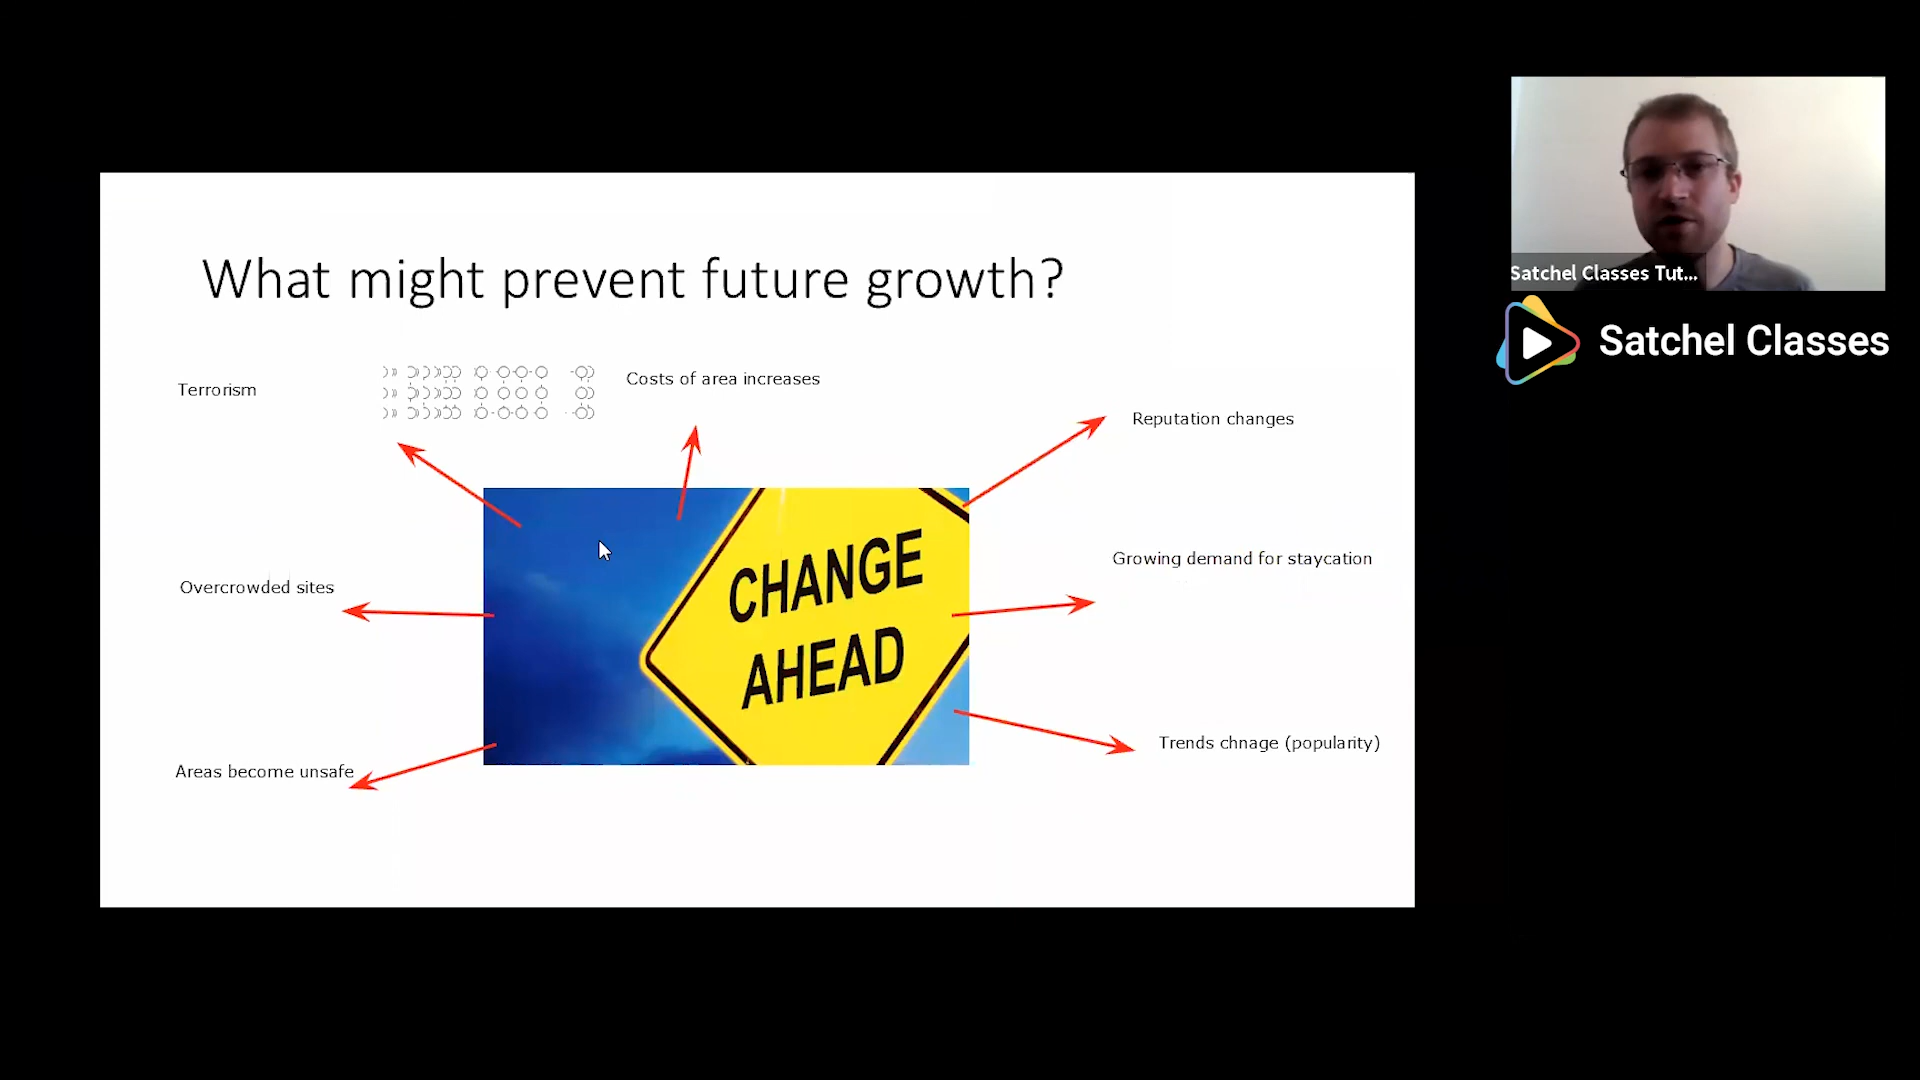 What might prevent future growth?
Terrorism
Costs of area increases
Reputation changes
Overcrowded sites
Growing demand for staycation
Areas become unsafe
Trends chnage (popularity)
CHANGE
AHEAD
Satchel Classes Tut...
Satchel Classes